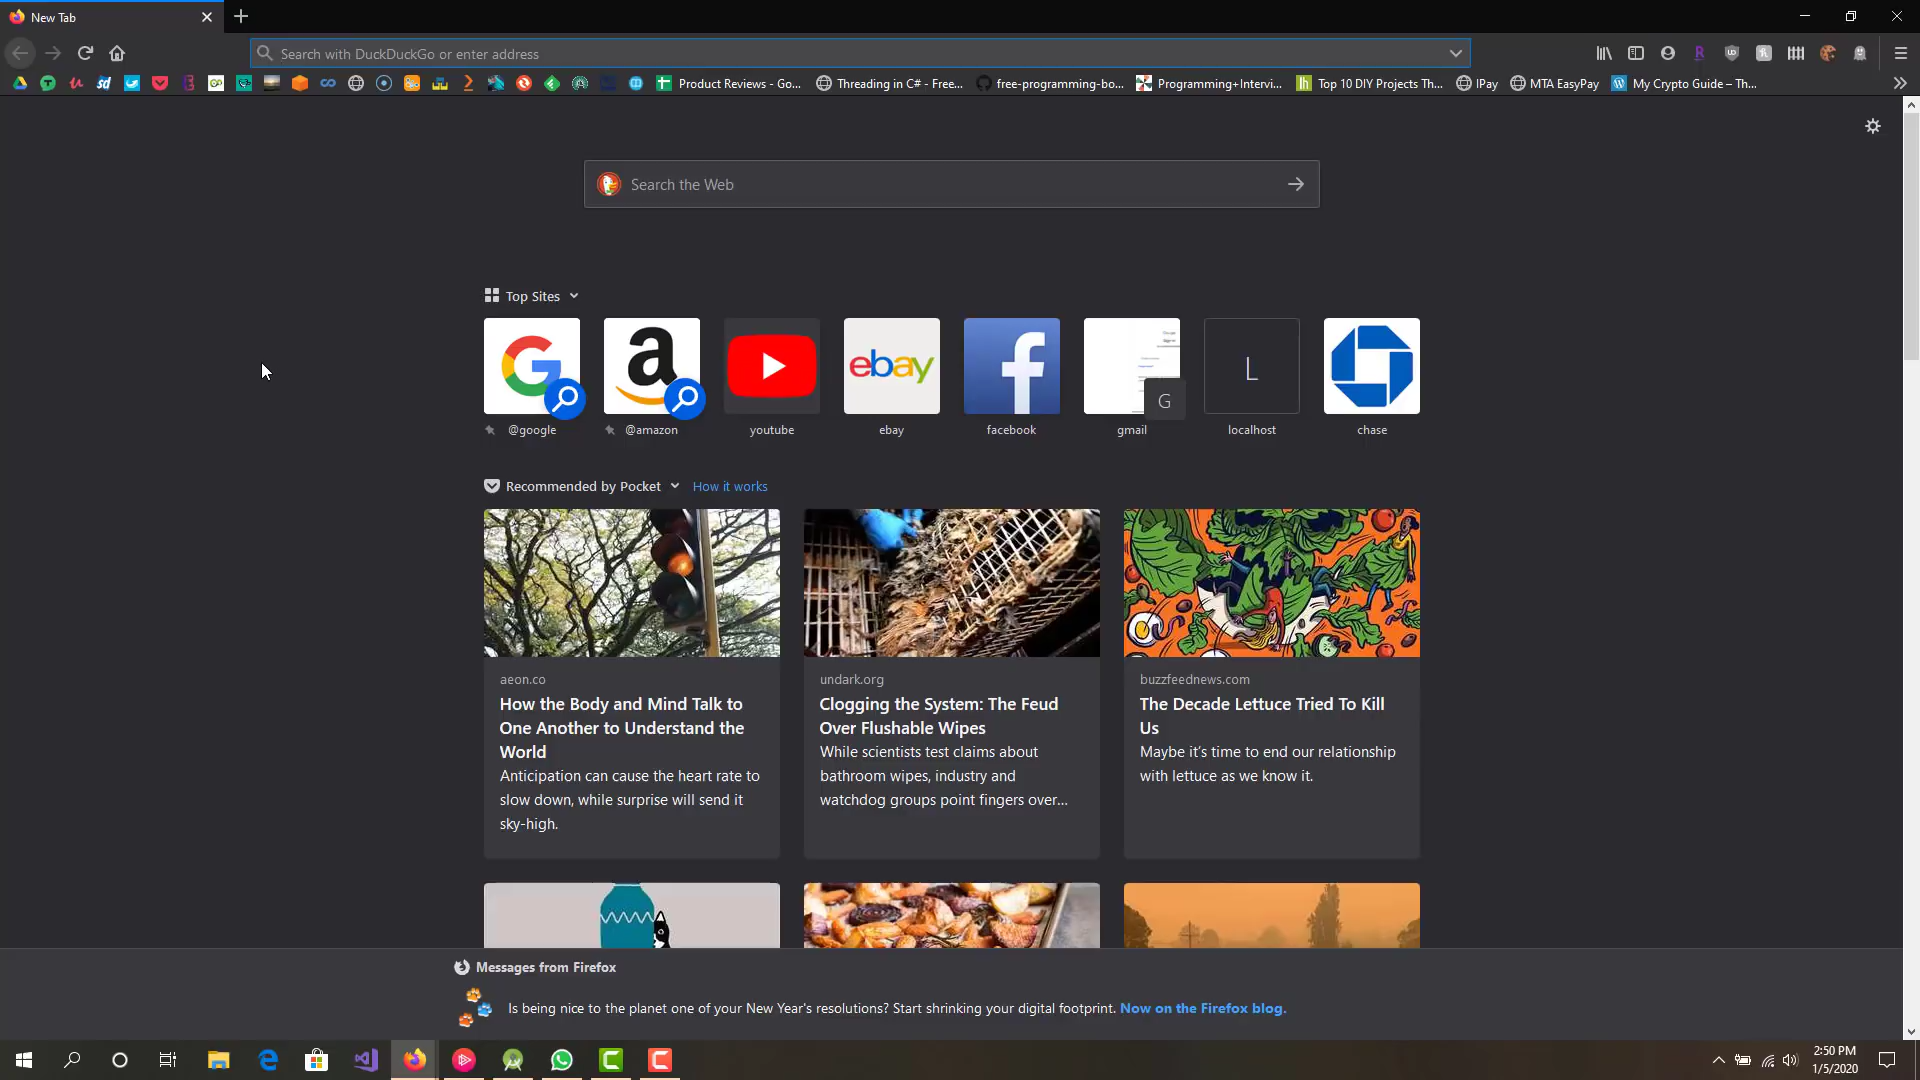 New Tab
Search with DuckDuckGo or enter address
Product Reviews - Go...
Threading in C# - Free...
free-programming-bo...
Programming+Intervi...
Top 10 DIY Projects Th...
IPay
MTA EasyPay
My Crypto Guide – Th...
Search the Web
Top Sites
ebay
L
G
@google
@amazon
youtube
ebay
facebook
gmail
localhost
chase
Recommended by Pocket
How it works
aeon.co
How the Body and Mind Talk to
One Another to Understand the
World
Anticipation can cause the heart rate to
slow down, while surprise will send it
sky-high.
undark.org
Clogging the System: The Feud
Over Flushable Wipes
While scientists test claims about
bathroom wipes, industry and
watchdog groups point fingers over...
buzzfeednews.com
The Decade Lettuce Tried To Kill
Us
Maybe it's time to end our relationship
with lettuce as we know it.
Messages from Firefox
Is being nice to the planet one of your New Year's resolutions? Start shrinking your digital footprint. Now on the Firefox blog.
2:50 PM
1/5/2020